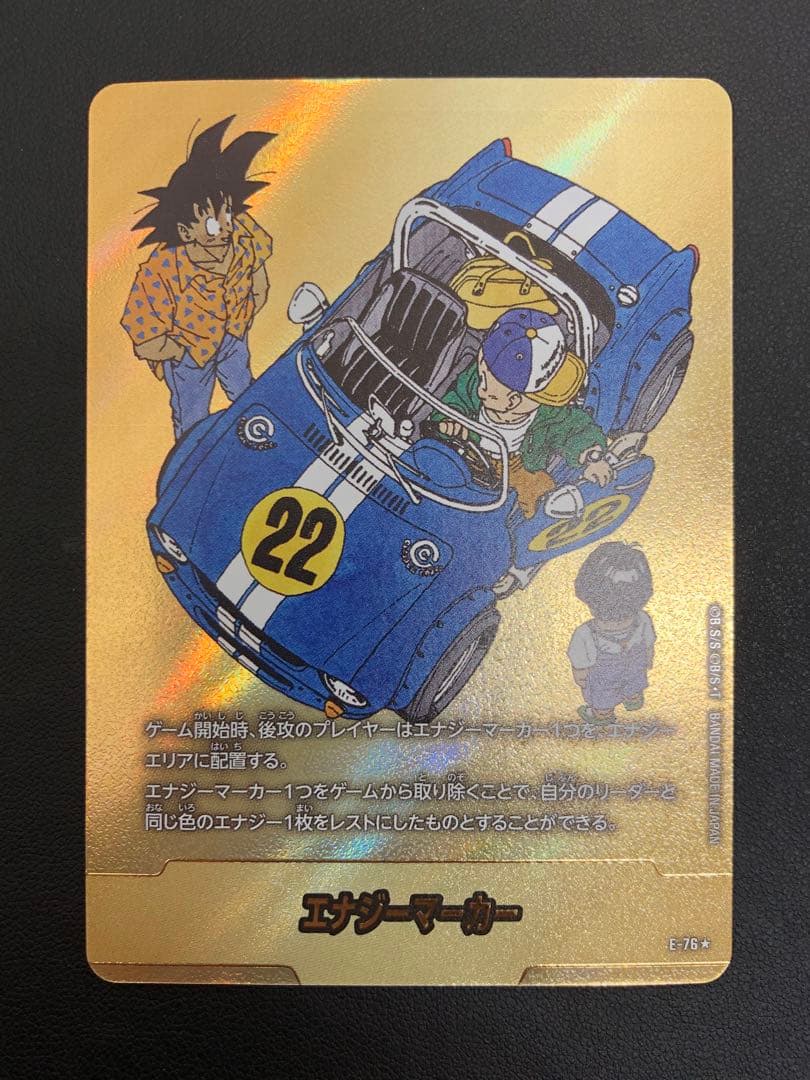 22
22
ゲーム開始時、後攻のプレイヤーはエナジーマーカー1つを、エナジー
エリアに配置する。
エナジーマーカー1つをゲームから取り除くことで、自分のリーダーと
同じ色のエナジー1枚をレストにしたものとすることができる。
©B.S/S ©B/S・T BANDAI MADE IN JAPAN
エナジーマーカー
E-76★